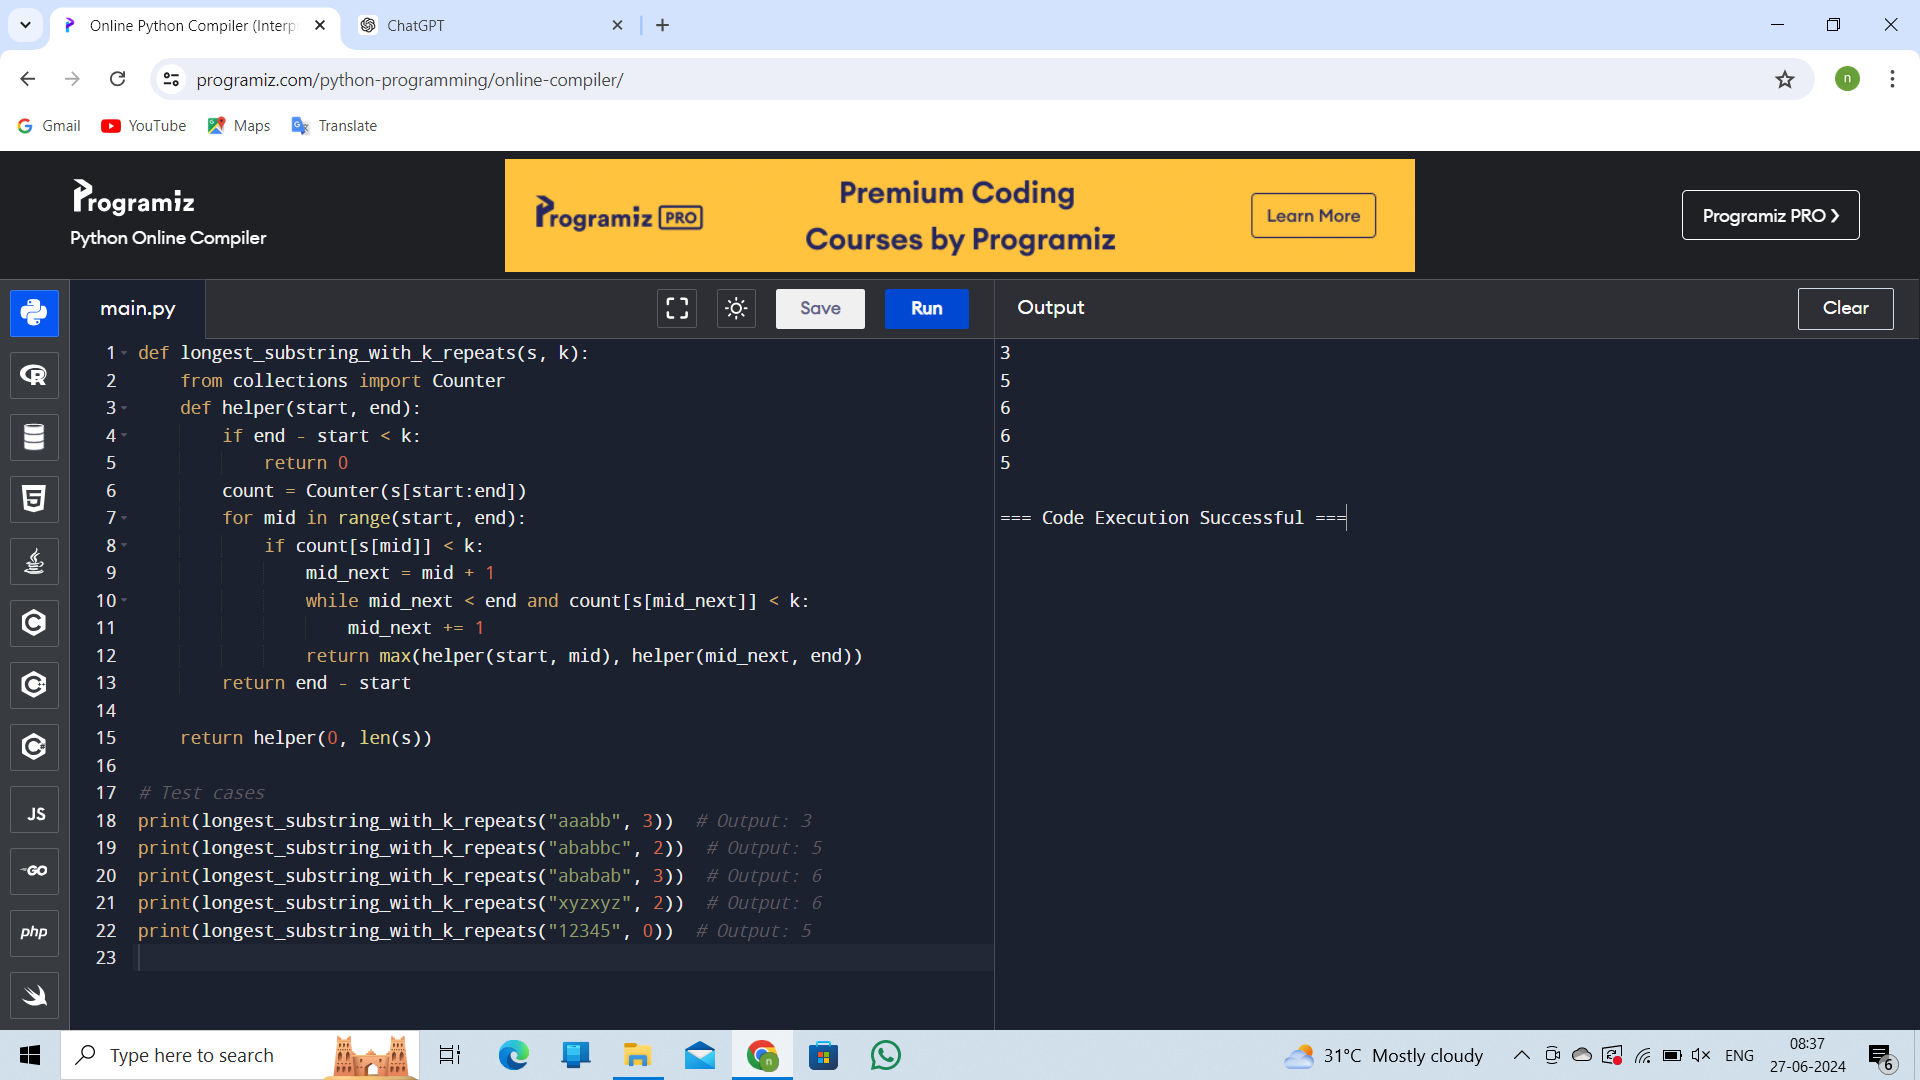 Online Python Compiler (Interp
ChatGPT
programiz.com/python-programming/online-compiler/
n
Gmail
YouTube
Maps
Translate
Programiz
Python Online Compiler
Programiz PRO
Premium Coding
Courses by Programiz
Learn More
Programiz PRO
main.py
Save
Run
Output
Clear
1 def longest_substring_with_k_repeats(s, k):
2     from collections import Counter
3     def helper(start, end):
4         if end - start < k:
5             return 0
6         count = Counter(s[start:end])
7         for mid in range(start, end):
8             if count[s[mid]] < k:
9                 mid_next = mid + 1
10                 while mid_next < end and count[s[mid_next]] < k:
11                     mid_next += 1
12                 return max(helper(start, mid), helper(mid_next, end))
13         return end - start
14
15     return helper(0, len(s))
16
17 # Test cases
18 print(longest_substring_with_k_repeats("aaabb", 3))  # Output: 3
19 print(longest_substring_with_k_repeats("ababbc", 2))  # Output: 5
20 print(longest_substring_with_k_repeats("ababab", 3))  # Output: 6
21 print(longest_substring_with_k_repeats("xyzxyz", 2))  # Output: 6
22 print(longest_substring_with_k_repeats("12345", 0))  # Output: 5
23
3
5
6
6
5
=== Code Execution Successful ===
R
5
C
C
C
JS
GO
php
Type here to search
n
31°C Mostly cloudy
ENG
08:37
27-06-2024
6